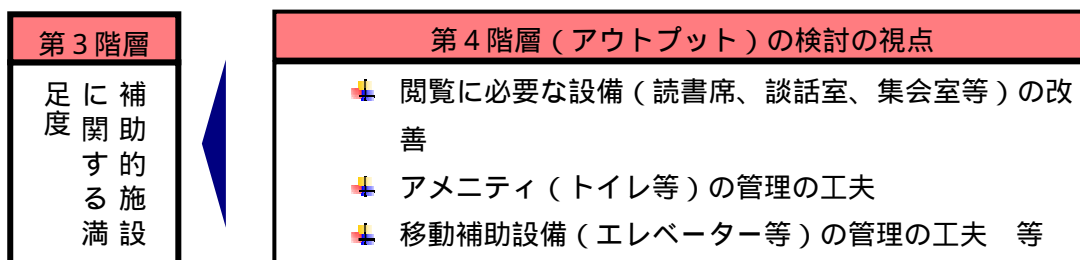 第３階層
補助的施設
に関する満
足度
第４階層（アウトプット）の検討の視点
閲覧に必要な設備（読書席、談話室、集会室等）の改
善
アメニティ（トイレ等）の管理の工夫
移動補助設備（エレベーター等）の管理の工夫　等